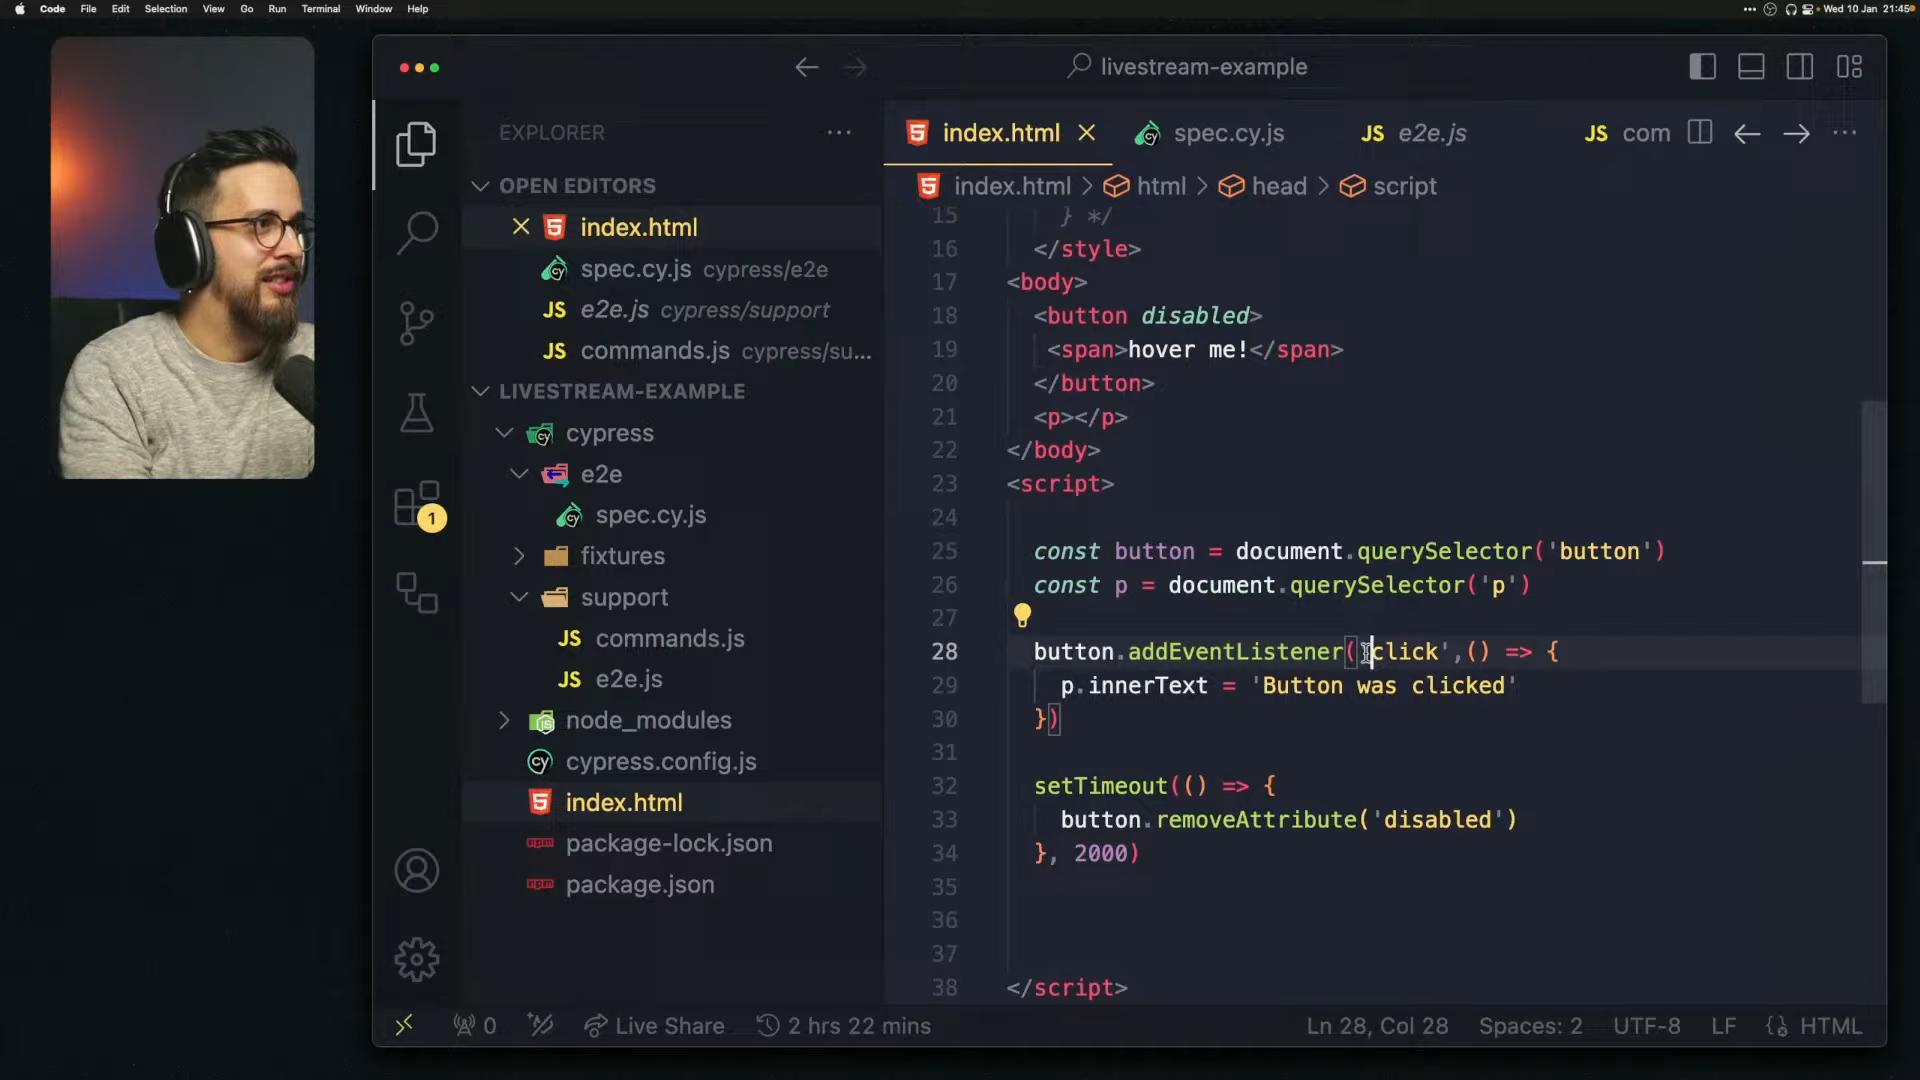 Code File Edit Selection View Go Run Terminal Window Help
Wed 10 Jan 21:45
livestream-example
EXPLORER
OPEN EDITORS
index.html
spec.cy.js cypress/e2e
e2e.js cypress/support
commands.js cypress/su...
LIVESTREAM-EXAMPLE
cypress
e2e
spec.cy.js
fixtures
support
commands.js
e2e.js
node_modules
cypress.config.js
index.html
package-lock.json
package.json
1
index.html spec.cy.js JS e2e.js JS com
index.html > html > head > script
15 } */
16 </style>
17 <body>
18 <button disabled>
19 <span>hover me!</span>
20 </button>
21 <p></p>
22 </body>
23 <script>
24
25 const button = document.querySelector('button')
26 const p = document.querySelector('p')
27
28 button.addEventListener('click',() => {
29 p.innerText = 'Button was clicked'
30 })
31
32 setTimeout(() => {
33 button.removeAttribute('disabled')
34 }, 2000)
35
36
37
38 </script>
0 Live Share 2 hrs 22 mins Ln 28, Col 28 Spaces: 2 UTF-8 LF HTML